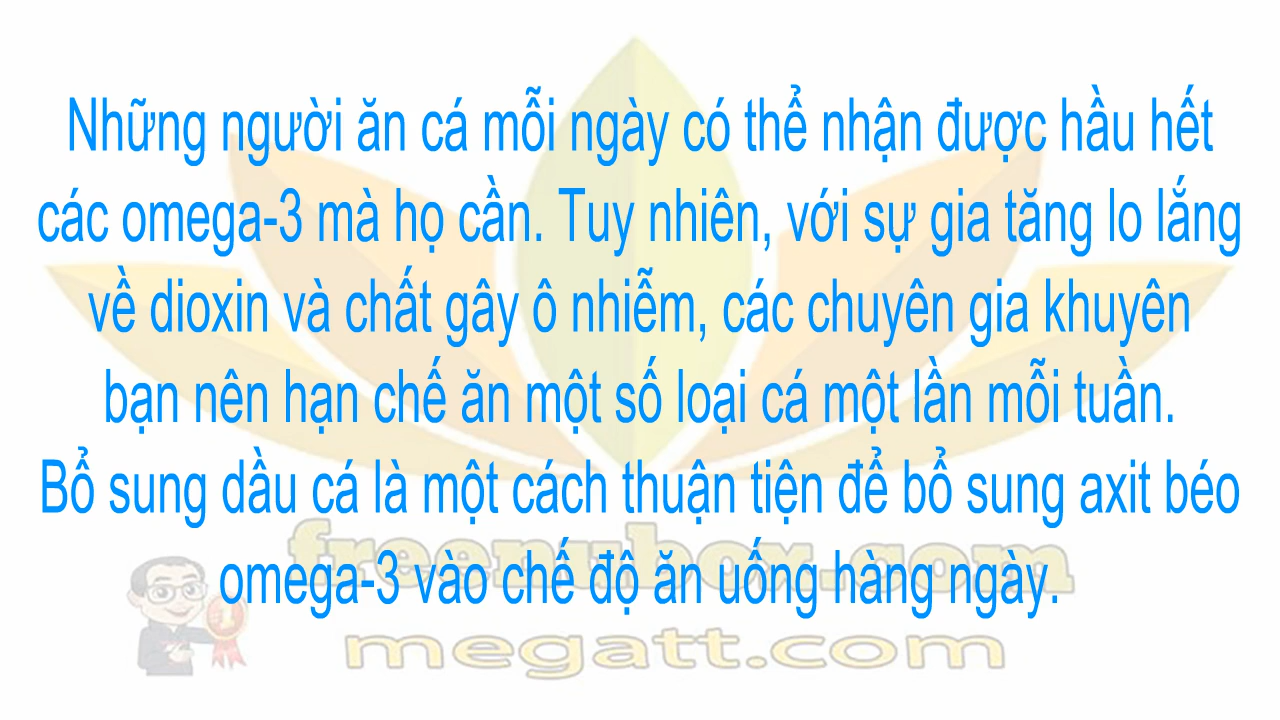 Những người ăn cá mỗi ngày có thể nhận được hầu hết
các omega-3 mà họ cần. Tuy nhiên, với sự gia tăng lo lắng
về dioxin và chất gây ô nhiễm, các chuyên gia khuyên
bạn nên hạn chế ăn một số loại cá một lần mỗi tuần.
Bổ sung dầu cá là một cách thuận tiện để bổ sung axit béo
freenubox.com
omega-3 vào chế độ ăn uống hàng ngày.
megatt.com